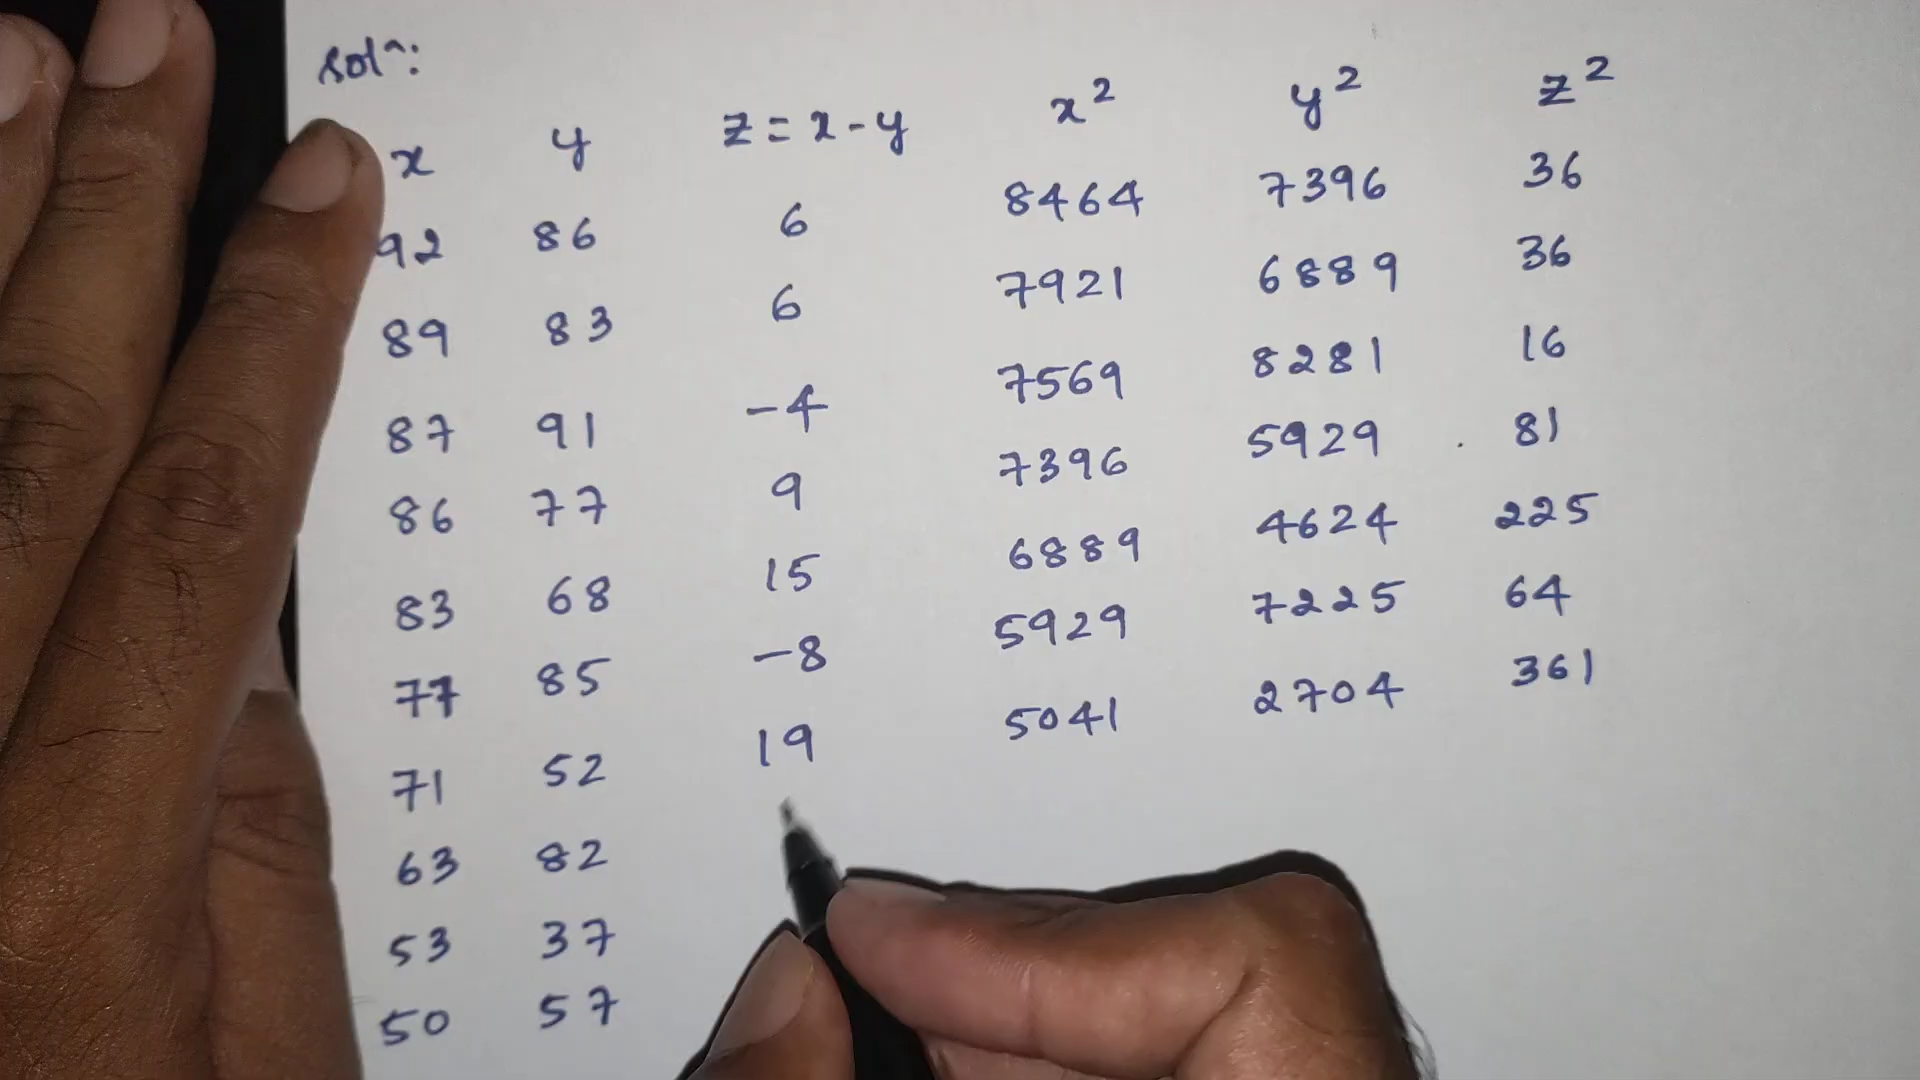 solⁿ:
x y z = x - y x² y² z²
92 86 6 8464 7396 36
89 83 6 7921 6889 36
87 91 -4 7569 8281 16
86 77 9 7396 5929 81
83 68 15 6889 4624 225
77 85 -8 5929 7225 64
71 52 19 5041 2704 361
63 82
53 37
50 57